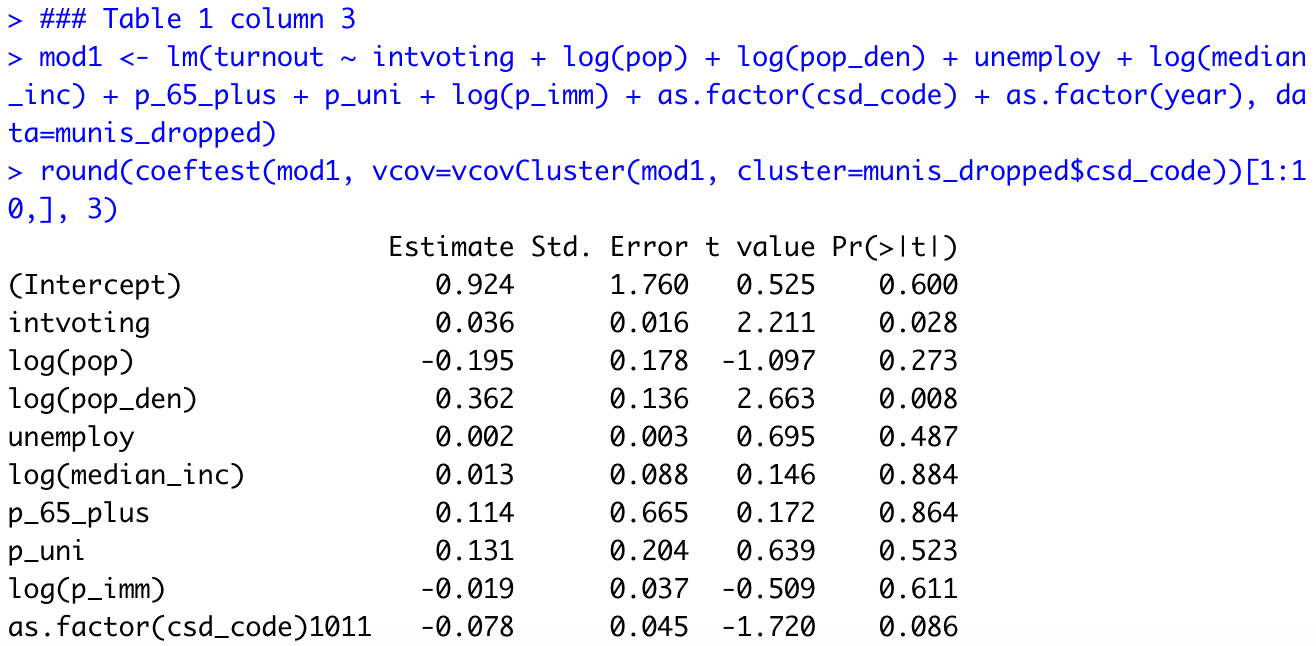 > ### Table 1 column 3
> mod1 <- lm(turnout ~ intvoting + log(pop) + log(pop_den) + unemploy + log(median
_inc) + p_65_plus + p_uni + log(p_imm) + as.factor(csd_code) + as.factor(year), da
ta=munis_dropped)
> round(coeftest(mod1, vcov=vcovCluster(mod1, cluster=munis_dropped$csd_code))[1:1
0,], 3)
                        Estimate Std. Error t value Pr(>|t|)
(Intercept)                0.924      1.760   0.525    0.600
intvoting                  0.036      0.016   2.211    0.028
log(pop)                  -0.195      0.178  -1.097    0.273
log(pop_den)               0.362      0.136   2.663    0.008
unemploy                   0.002      0.003   0.695    0.487
log(median_inc)            0.013      0.088   0.146    0.884
p_65_plus                  0.114      0.665   0.172    0.864
p_uni                      0.131      0.204   0.639    0.523
log(p_imm)                -0.019      0.037  -0.509    0.611
as.factor(csd_code)1011   -0.078      0.045  -1.720    0.086